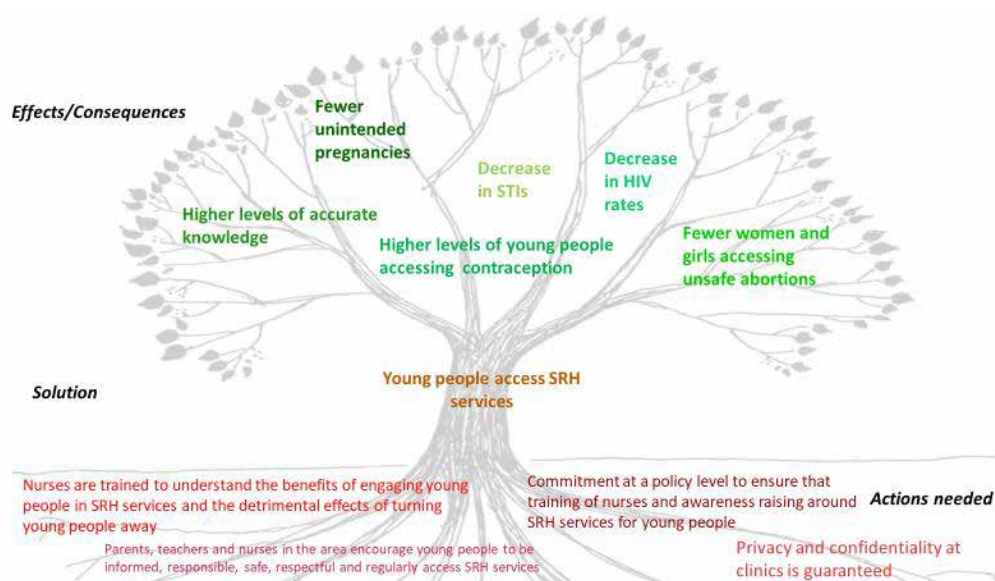 Effects/Consequences
Fewer
unintended
pregnancies
Decrease
in STIs
Decrease
in HIV
rates
Higher levels of accurate
knowledge
Higher levels of young people
accessing contraception
Fewer women and
girls accessing
unsafe abortions
Solution
Young people access SRH
services
Nurses are trained to understand the benefits of engaging young
people in SRH services and the detrimental effects of turning
young people away
Commitment at a policy level to ensure that
training of nurses and awareness raising around
SRH services for young people
Actions needed
Parents, teachers and nurses in the area encourage young people to be
informed, responsible, safe, respectful and regularly access SRH services
Privacy and confidentiality at
clinics is guaranteed